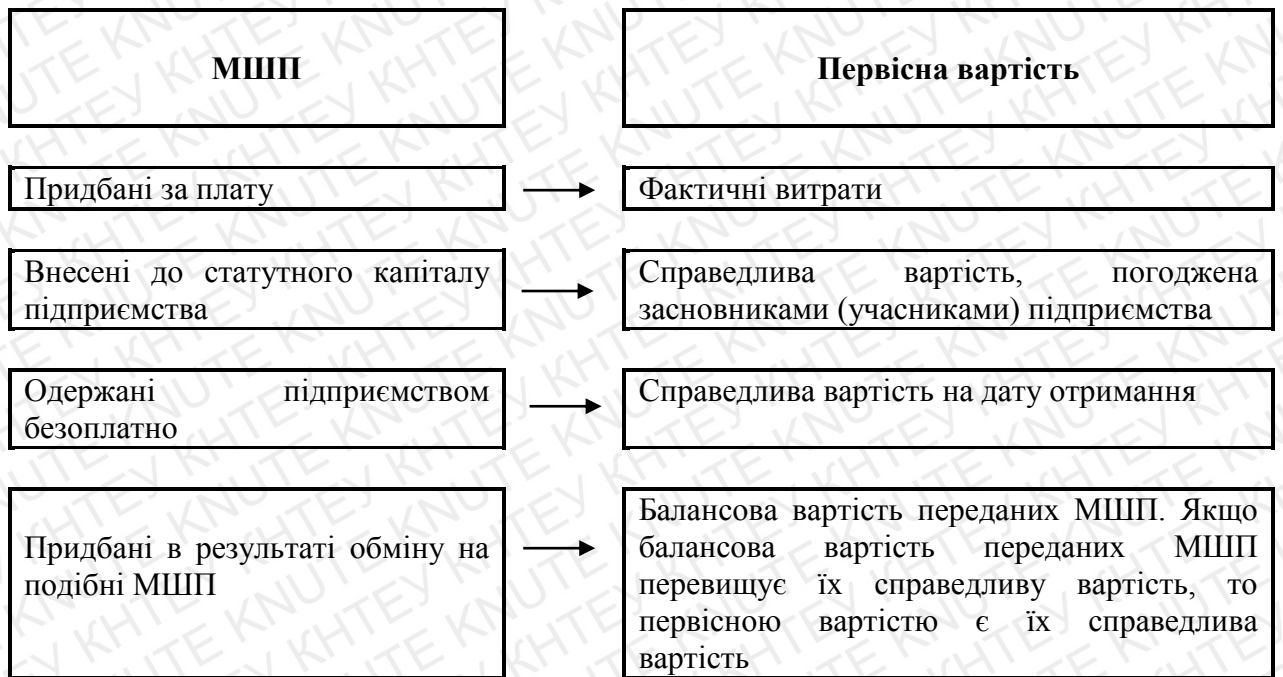 МШП
Первісна вартість
Придбані за плату
Фактичні витрати
Внесені до статутного капіталу
підприємства
Справедлива вартість, погоджена
засновниками (учасниками) підприємства
Одержані підприємством
безоплатно
Справедлива вартість на дату отримання
Придбані в результаті обміну на
подібні МШП
Балансова вартість переданих МШП. Якщо
балансова вартість переданих МШП
перевищує їх справедливу вартість, то
первісною вартістю є їх справедлива
вартість